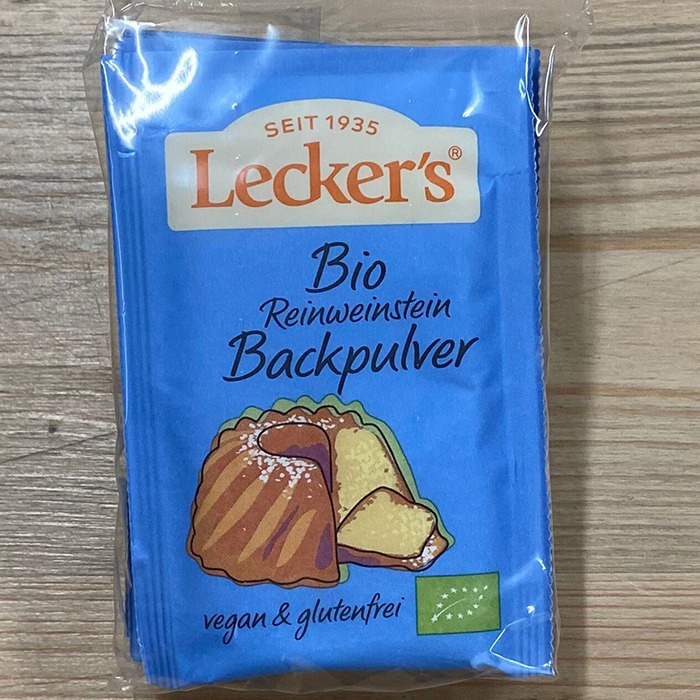 SEIT 1935
Lecker's®
Bio
Reinweinstein
Backpulver
vegan & glutenfrei